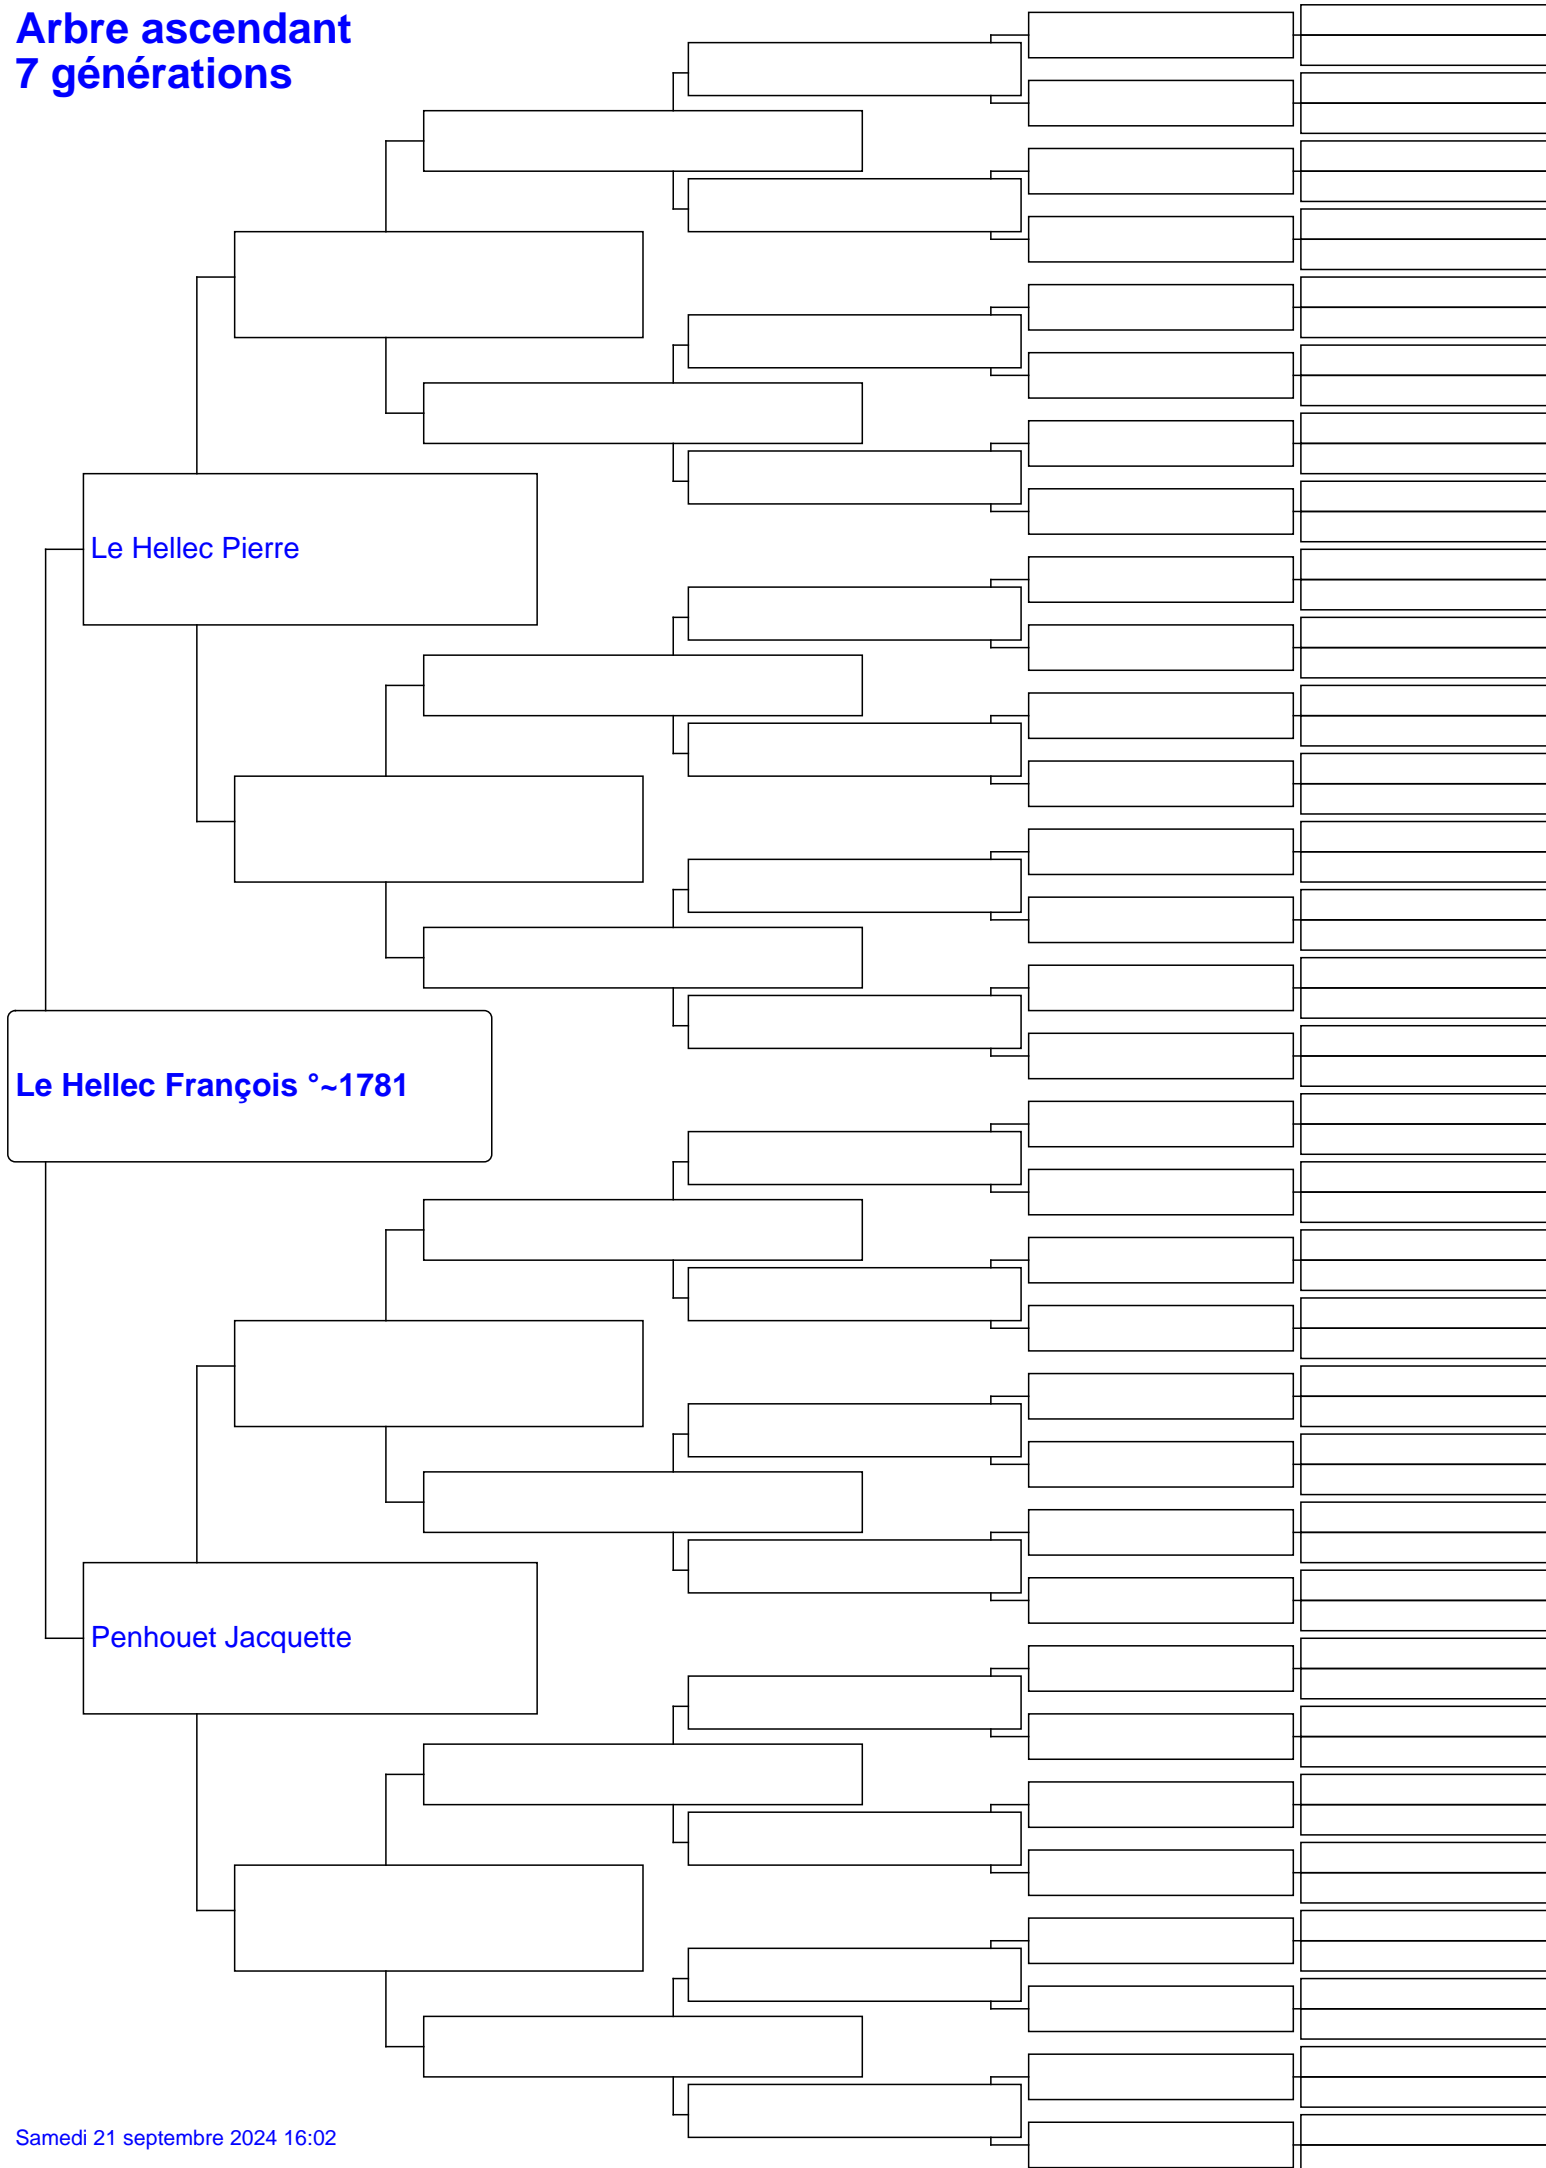 Arbre ascendant
7 générations
Le Hellec Pierre
Le Hellec François °~1781
Penhouet Jacquette
Samedi 21 septembre 2024 16:02